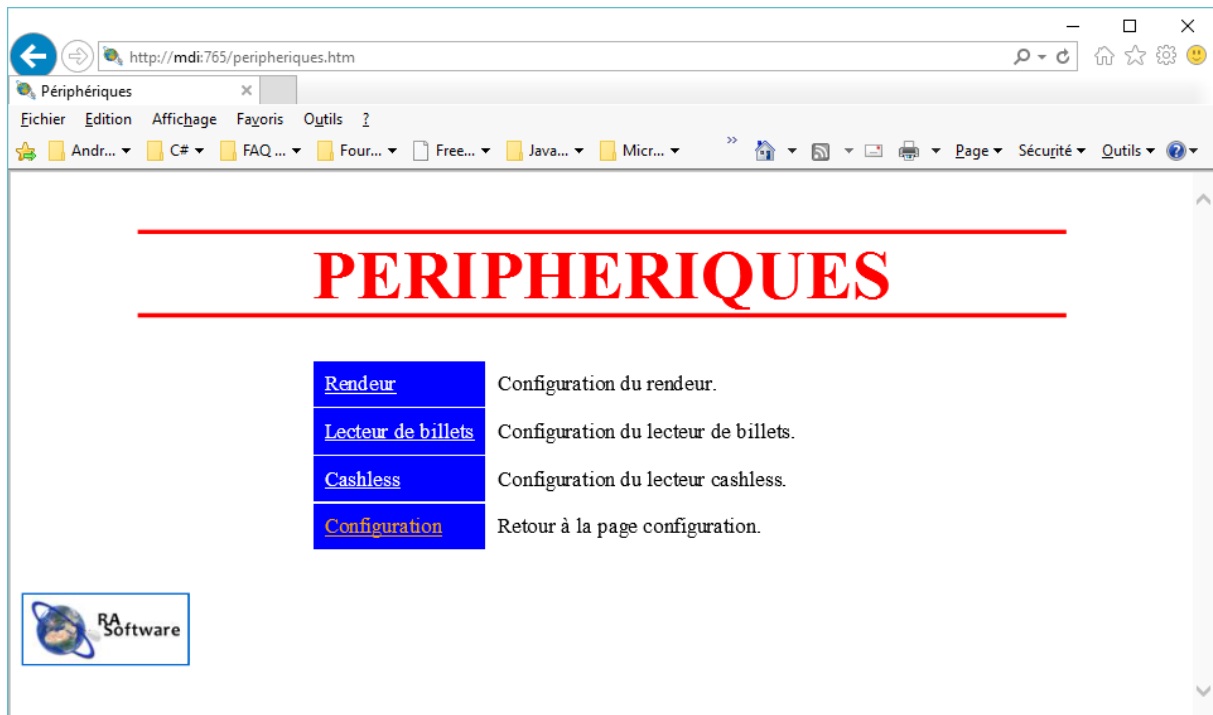 http://mdi:765/peripheriques.htm
Périphériques
Fichier Edition Affichage Favoris Outils ?
Andr... C# FAQ ... Four... Free... Java... Micr... » Page Sécurité Outils ?
PERIPHERIQUES
Rendeur Configuration du rendeur.
Lecteur de billets Configuration du lecteur de billets.
Cashless Configuration du lecteur cashless.
Configuration Retour à la page configuration.
RA
Software